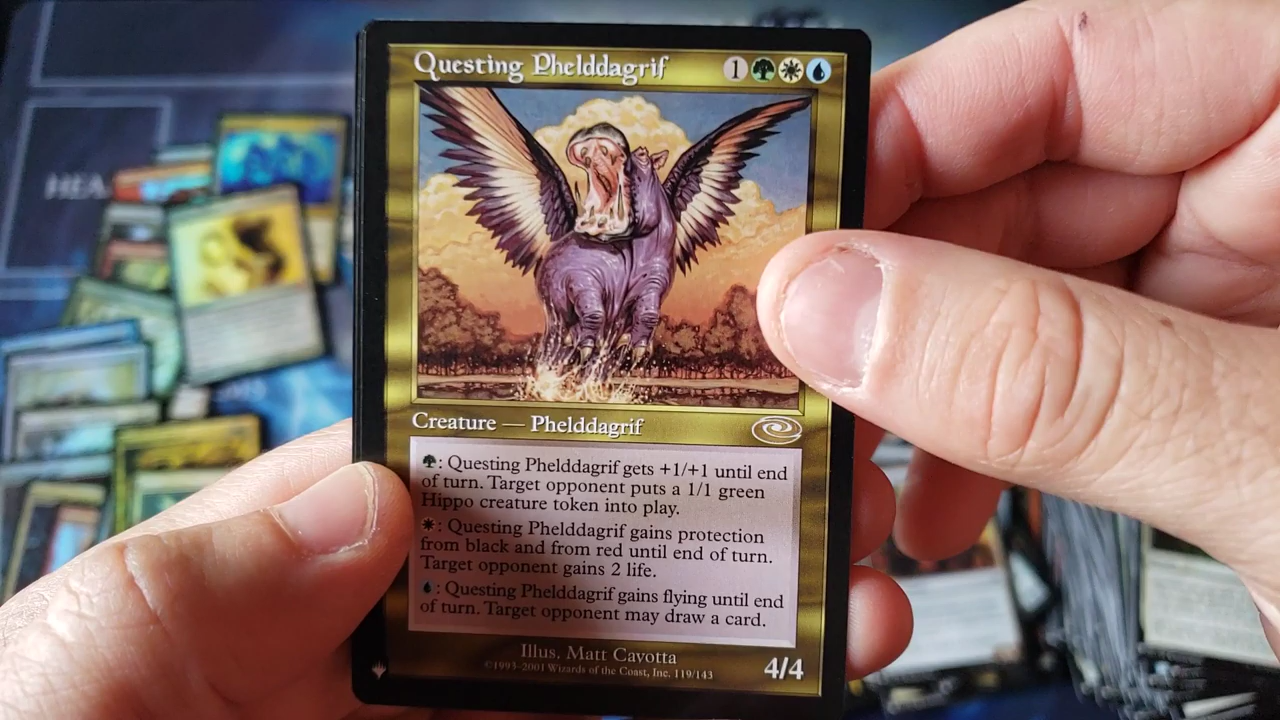 Questing Phelddagrif 1
Creature — Phelddagrif
: Questing Phelddagrif gets +1/+1 until end
of turn. Target opponent puts a 1/1 green
Hippo creature token into play.
: Questing Phelddagrif gains protection
from black and from red until end of turn.
Target opponent gains 2 life.
: Questing Phelddagrif gains flying until end
of turn. Target opponent may draw a card.
Illus. Matt Cavotta
©1993–2001 Wizards of the Coast, Inc. 119/143
4/4
HEA